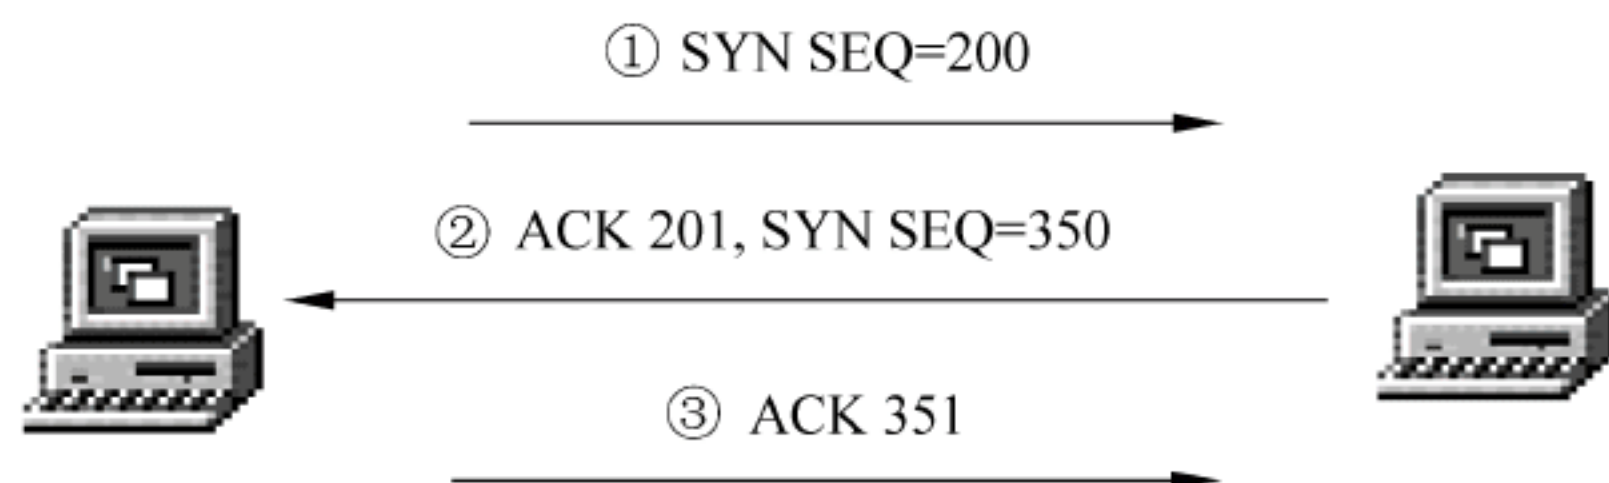 ① SYN SEQ=200
② ACK 201, SYN SEQ=350
③ ACK 351